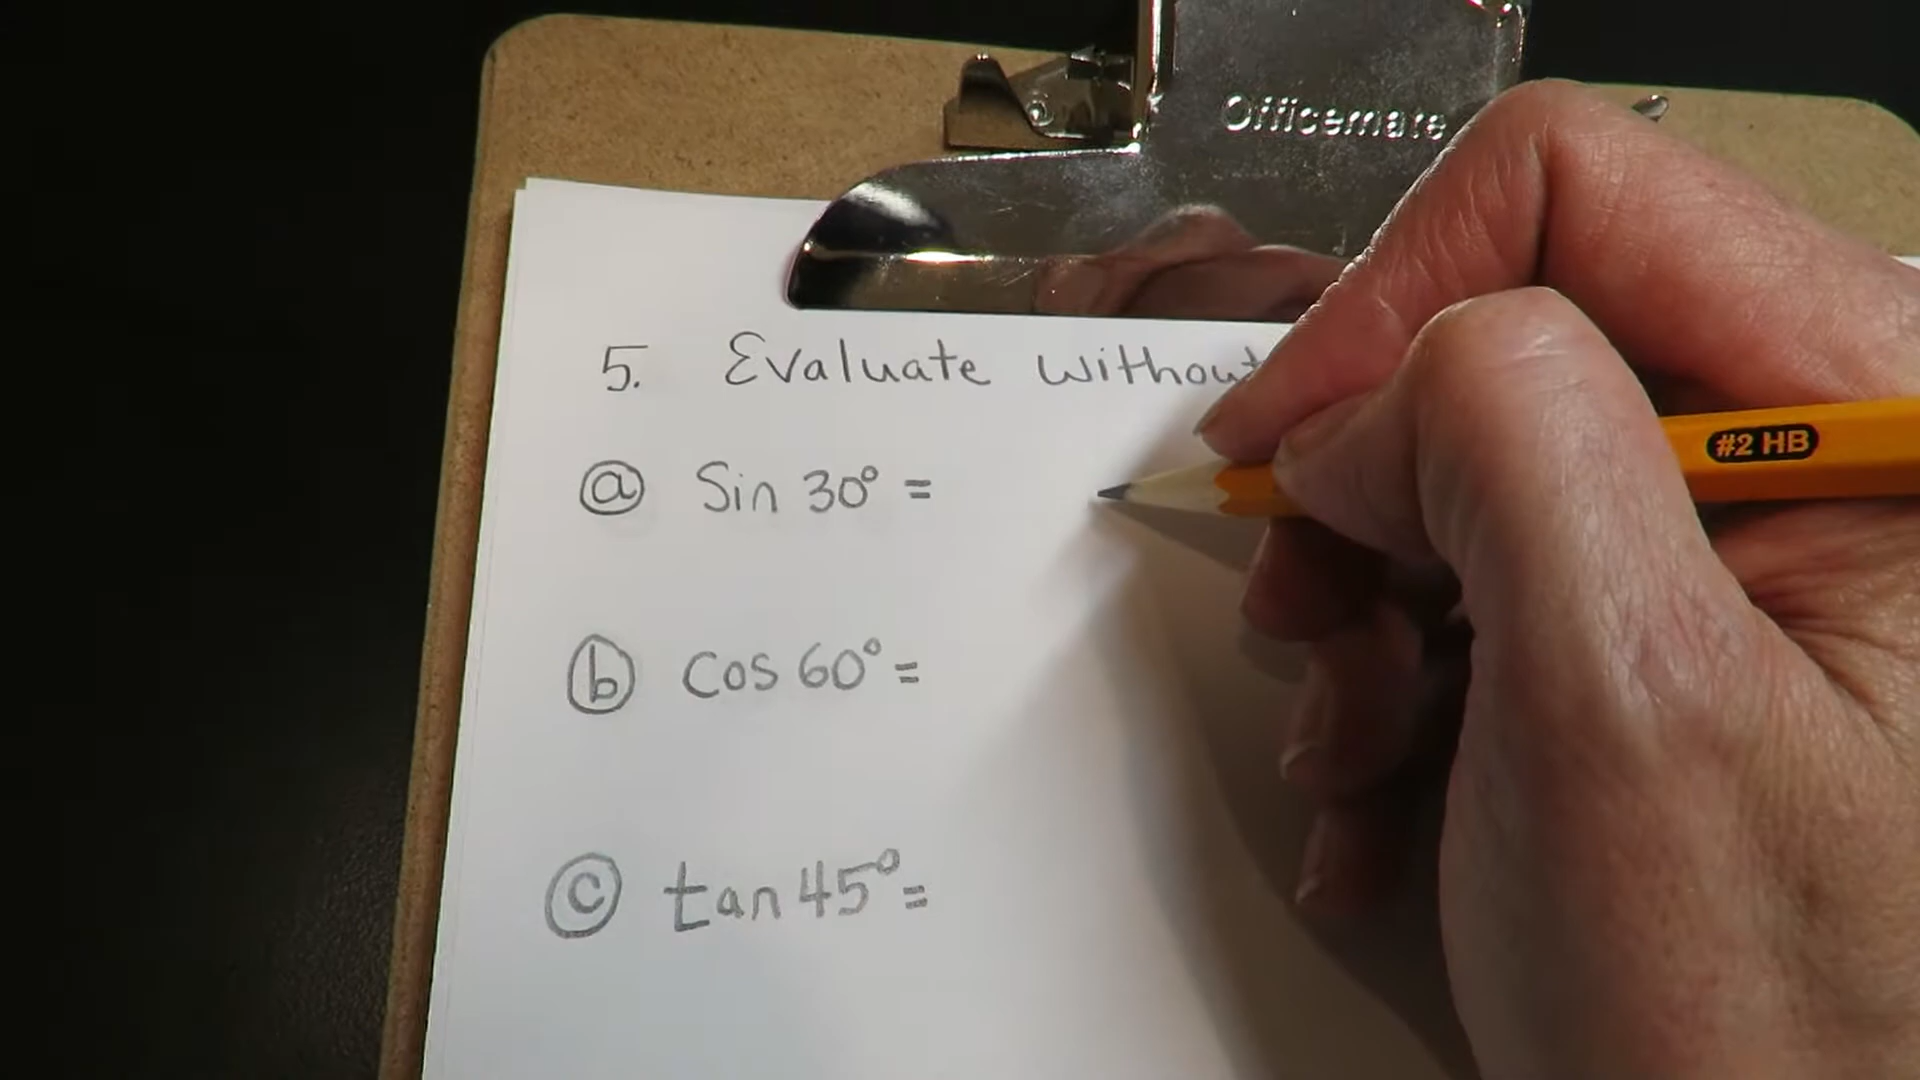 Officemate
5. Evaluate without
#2 HB
ⓐ Sin 30° =
ⓑ Cos 60° =
ⓒ tan 45° =